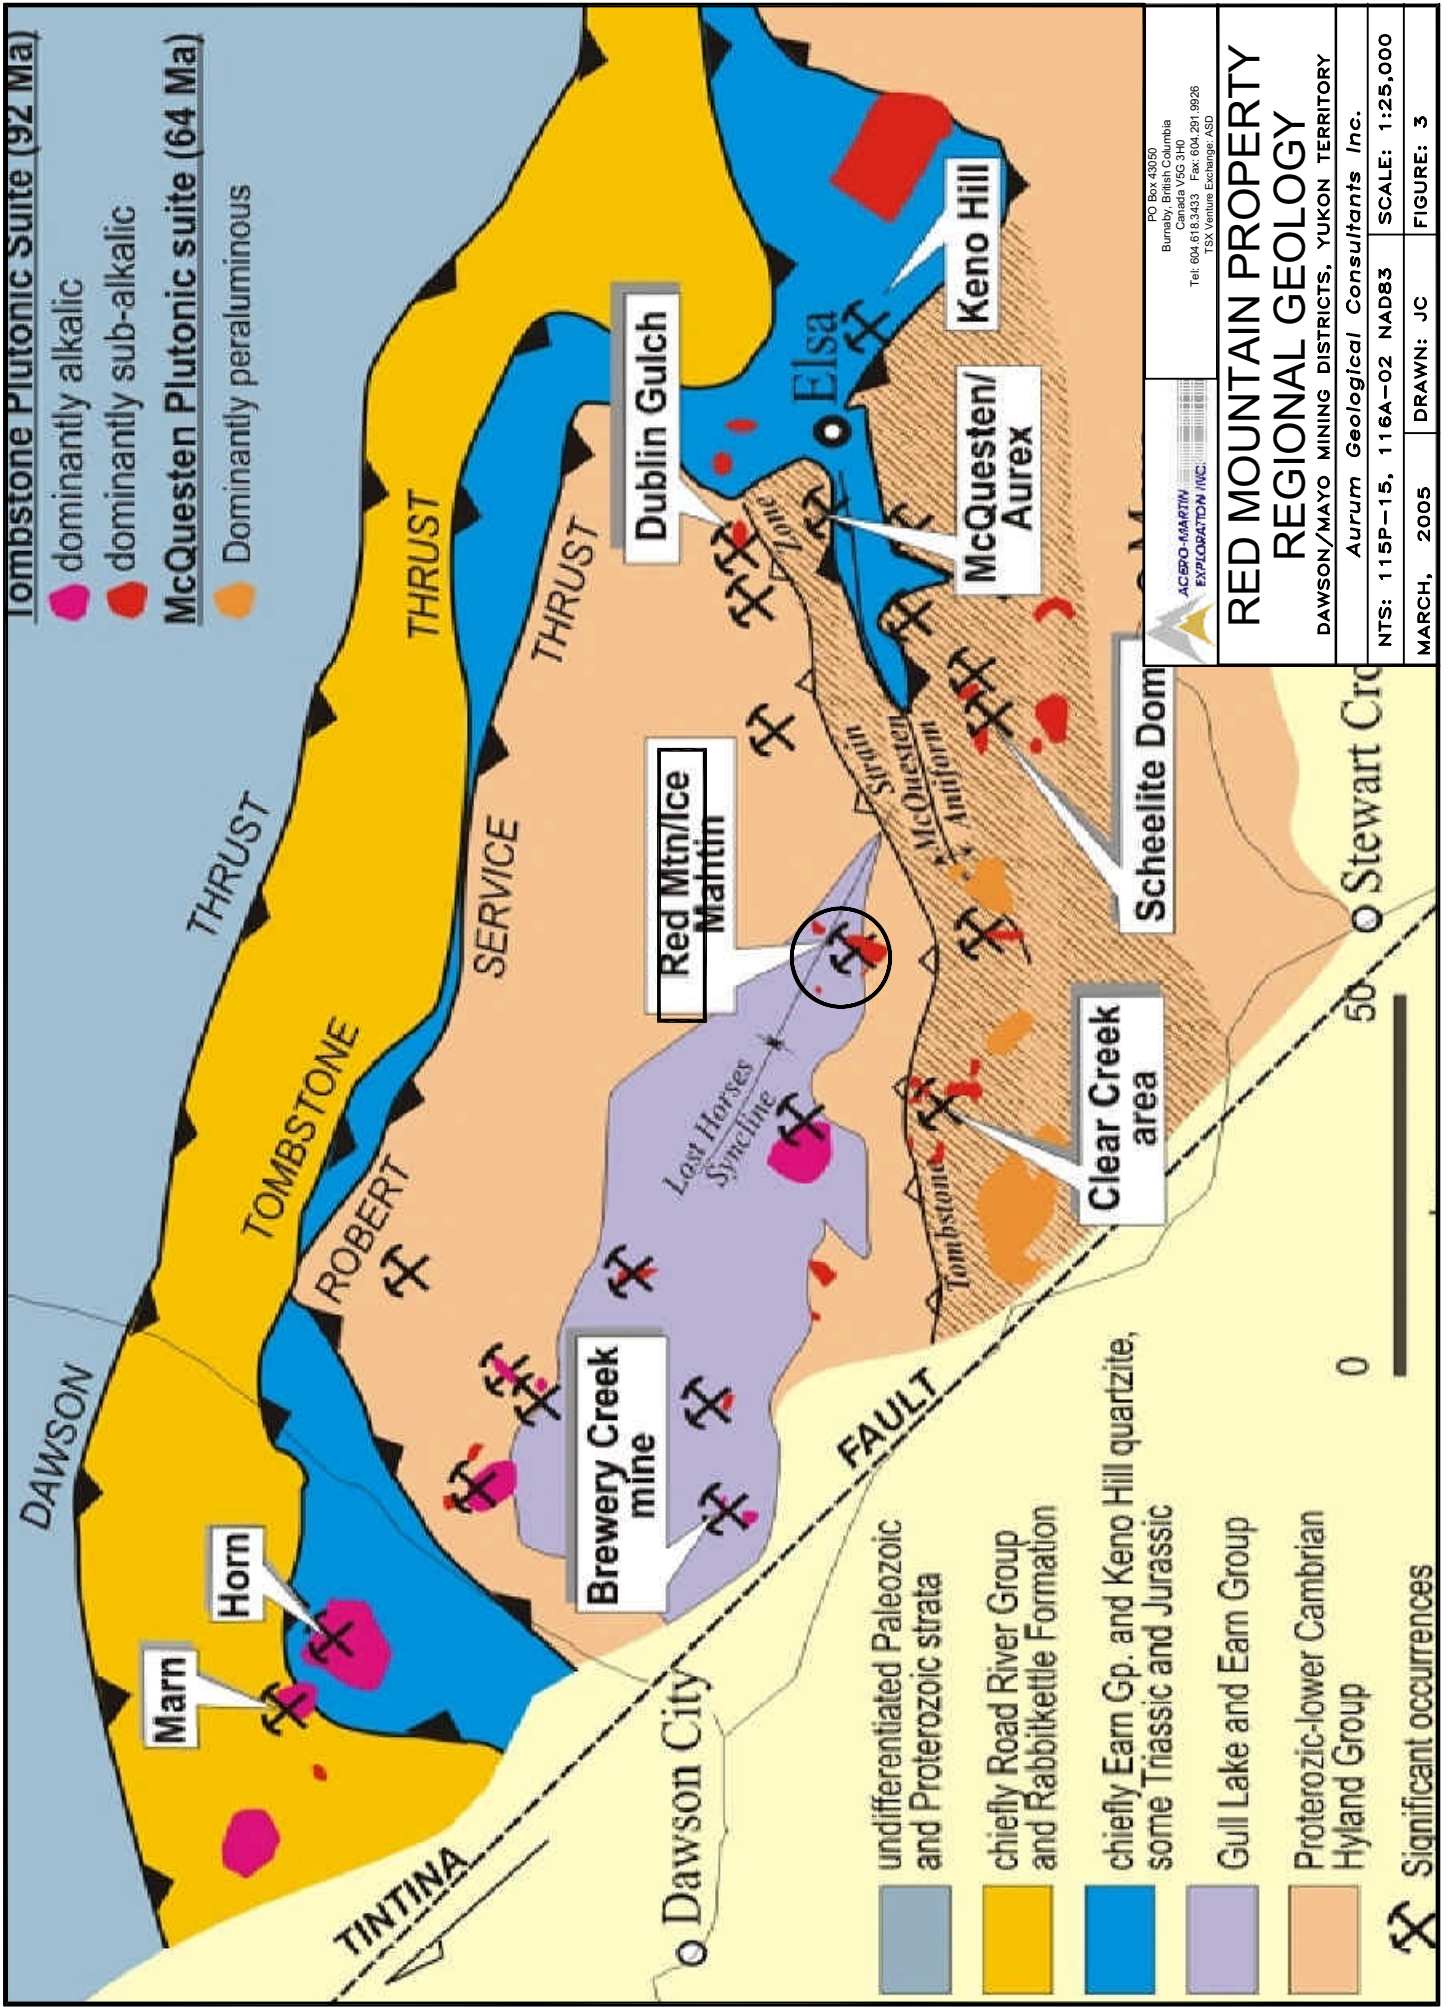 Tombstone Plutonic Suite (92 Ma)
dominantly alkalic
dominantly sub-alkalic
McQuesten Plutonic suite (64 Ma)
Dominantly peraluminous
DAWSON
THRUST
TOMBSTONE
THRUST
ROBERT
SERVICE
THRUST
Marn
Horn
Brewery Creek
mine
Red Mtn/Ice
Mahtin
Dublin Gulch
Keno Hill
Elsa
McQuesten/
Aurex
Scheelite Dom
Clear Creek
area
Lost Horses
Syncline
Tombstone
Strain
Zone
McQuesten
Antiform
TINTINA
FAULT
Dawson City
Stewart Cro
0
50
undifferentiated Paleozoic
and Proterozoic strata
chiefly Road River Group
and Rabbitkettle Formation
chiefly Earn Gp. and Keno Hill quartzite,
some Triassic and Jurassic
Gull Lake and Earn Group
Proterozic-lower Cambrian
Hyland Group
Significant occurrences
ACERO-MARTIN
EXPLORATION INC.
PO Box 43050
Burnaby, British Columbia
Canada V5G 3H0
Tel: 604.618.3433 Fax: 604.291.9926
TSX Venture Exchange: ASD
RED MOUNTAIN PROPERTY
REGIONAL GEOLOGY
DAWSON/MAYO MINING DISTRICTS, YUKON TERRITORY
Aurum Geological Consultants Inc.
NTS: 115P-15, 116A-02 NAD83
SCALE: 1:25,000
MARCH, 2005
DRAWN: JC
FIGURE: 3